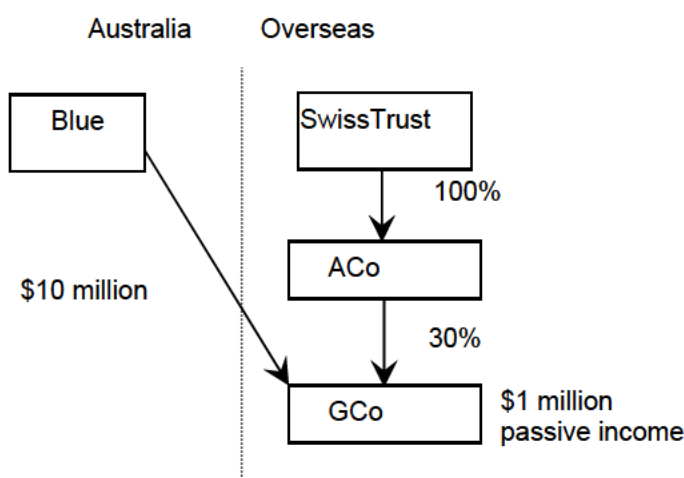 Australia
Overseas
Blue
SwissTrust
100%
ACo
$10 million
30%
GCo
$1 million
passive income